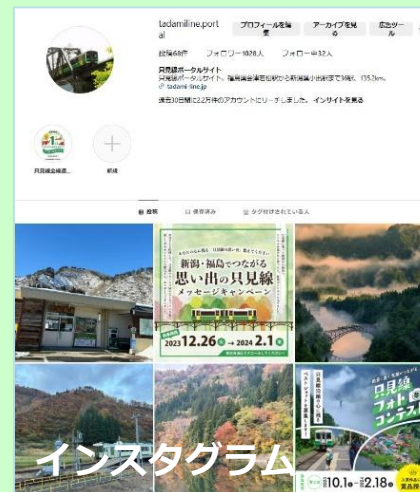 tadamiline.port
al
プロフィールを編
集
アーカイブを見
る
広告ツー
ル
投稿68件 フォロワー1028人 フォロー中32人
只見線ポータルサイト
只見線ポータルサイト。福島県会津若松駅から新潟県小出駅まで36駅、135.2km。
tadami-line.jp
過去30日間に2.2万件のアカウントにリーチしました。インサイトを見る
新規
投稿
保存済み
タグ付けされている人
新潟・福島でつながる
思い出の只見線
メッセージキャンペーン
2023 12.26 → 2024 2.1
只見線
フォト
コンテス
10.1 2.18
インスタグラム